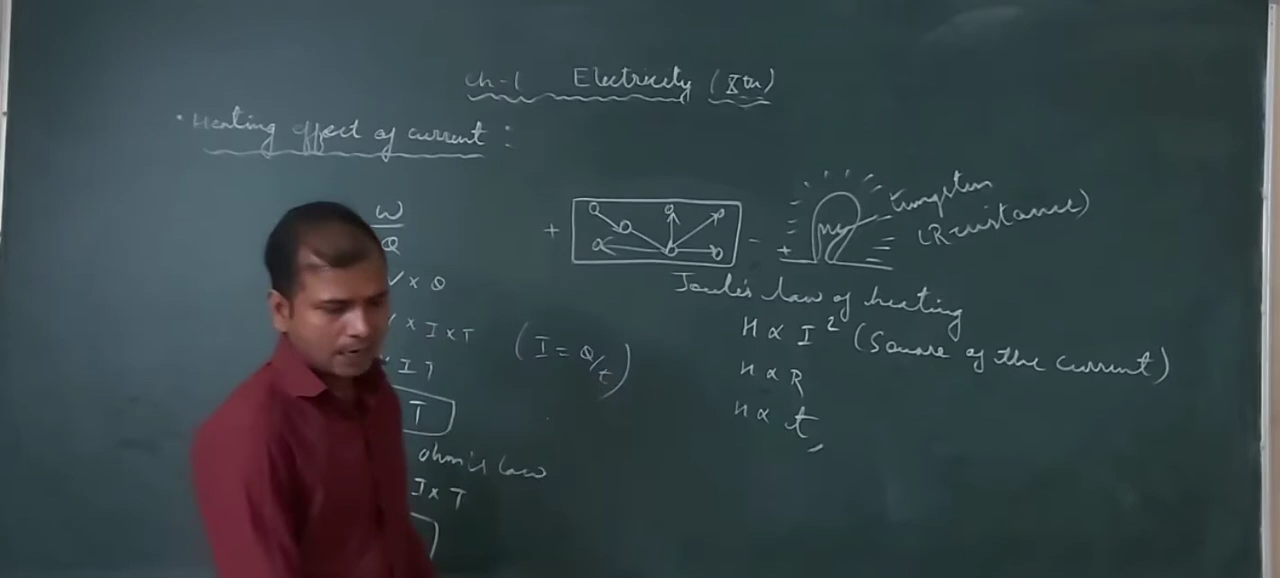 Ch-1 Electricity (Xth)
• Heating effect of current :
W
Q
V × Q
× I × T
(I = Q/t)
× I T
T
ohm's law
I × T
+
-
+
tungsten
(Resistance)
Joule's law of heating
H ∝ I² (Square of the current)
H ∝ R
H ∝ t